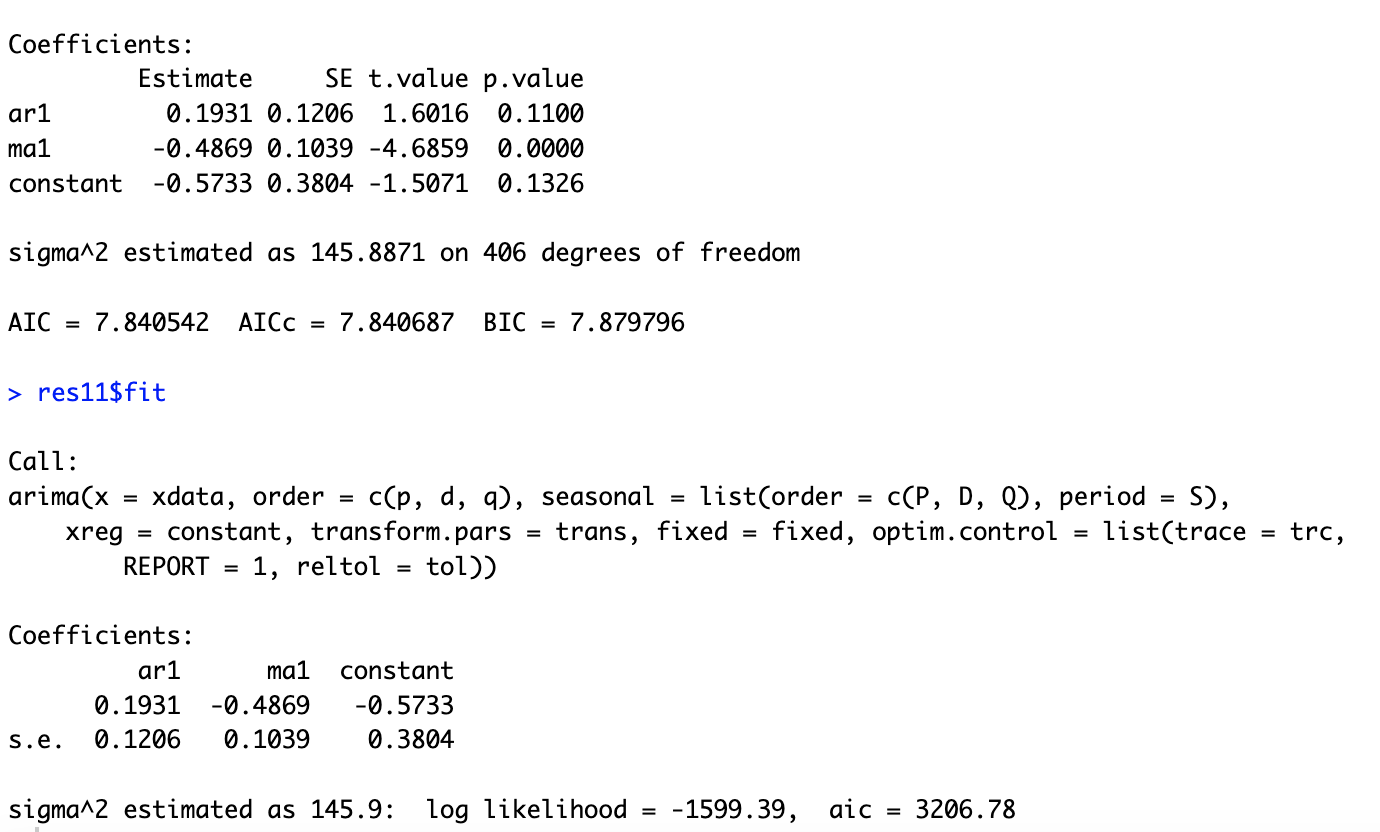 Coefficients:
         Estimate     SE t.value p.value
ar1        0.1931 0.1206  1.6016  0.1100
ma1       -0.4869 0.1039 -4.6859  0.0000
constant  -0.5733 0.3804 -1.5071  0.1326
sigma^2 estimated as 145.8871 on 406 degrees of freedom
AIC = 7.840542  AICc = 7.840687  BIC = 7.879796
> res11$fit
Call:
arima(x = xdata, order = c(p, d, q), seasonal = list(order = c(P, D, Q), period = S),
    xreg = constant, transform.pars = trans, fixed = fixed, optim.control = list(trace = trc,
        REPORT = 1, reltol = tol))
Coefficients:
         ar1      ma1  constant
      0.1931  -0.4869   -0.5733
s.e.  0.1206   0.1039    0.3804
sigma^2 estimated as 145.9:  log likelihood = -1599.39,  aic = 3206.78